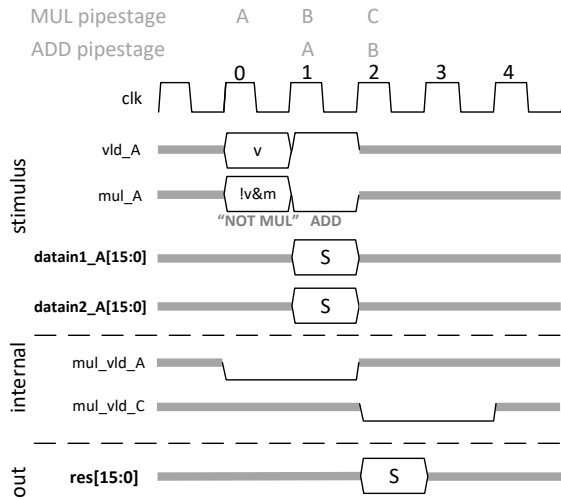 MUL pipestage A B C
ADD pipestage A B
0 1 2 3 4
clk
vld_A v
mul_A !v&m
"NOT MUL" ADD
stimulus
datain1_A[15:0] S
datain2_A[15:0] S
internal
mul_vld_A
mul_vld_C
out
res[15:0] S